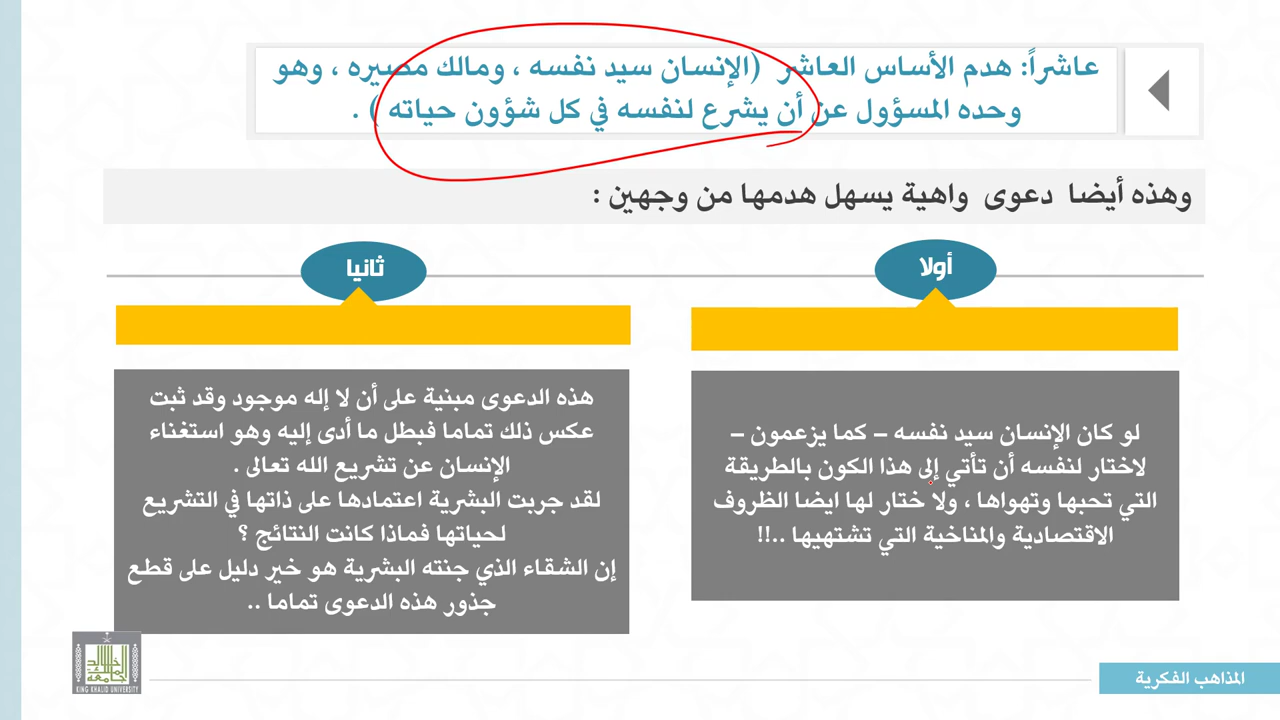 عاشراً: هدم الأساس العاشر (الإنسان سيد نفسه ، ومالك مصيره ، وهو
وحده المسؤول عن أن يشرع لنفسه في كل شؤون حياته ) .
وهذه أيضا دعوى واهية يسهل هدمها من وجهين :
أولا
لو كان الإنسان سيد نفسه – كما يزعمون –
لاختار لنفسه أن تأتي إلى هذا الكون بالطريقة
التي تحبها وتهواها ، ولا ختار لها ايضا الظروف
الاقتصادية والمناخية التي تشتهيها ..!!
ثانيا
هذه الدعوى مبنية على أن لا إله موجود وقد ثبت
عكس ذلك تماما فبطل ما أدى إليه وهو استغناء
الإنسان عن تشريع الله تعالى .
لقد جربت البشرية اعتمادها على ذاتها في التشريع
لحياتها فماذا كانت النتائج ؟
إن الشقاء الذي جنته البشرية هو خير دليل على قطع
جذور هذه الدعوى تماما ..
KING KHALID UNIVERSITY
المذاهب الفكرية